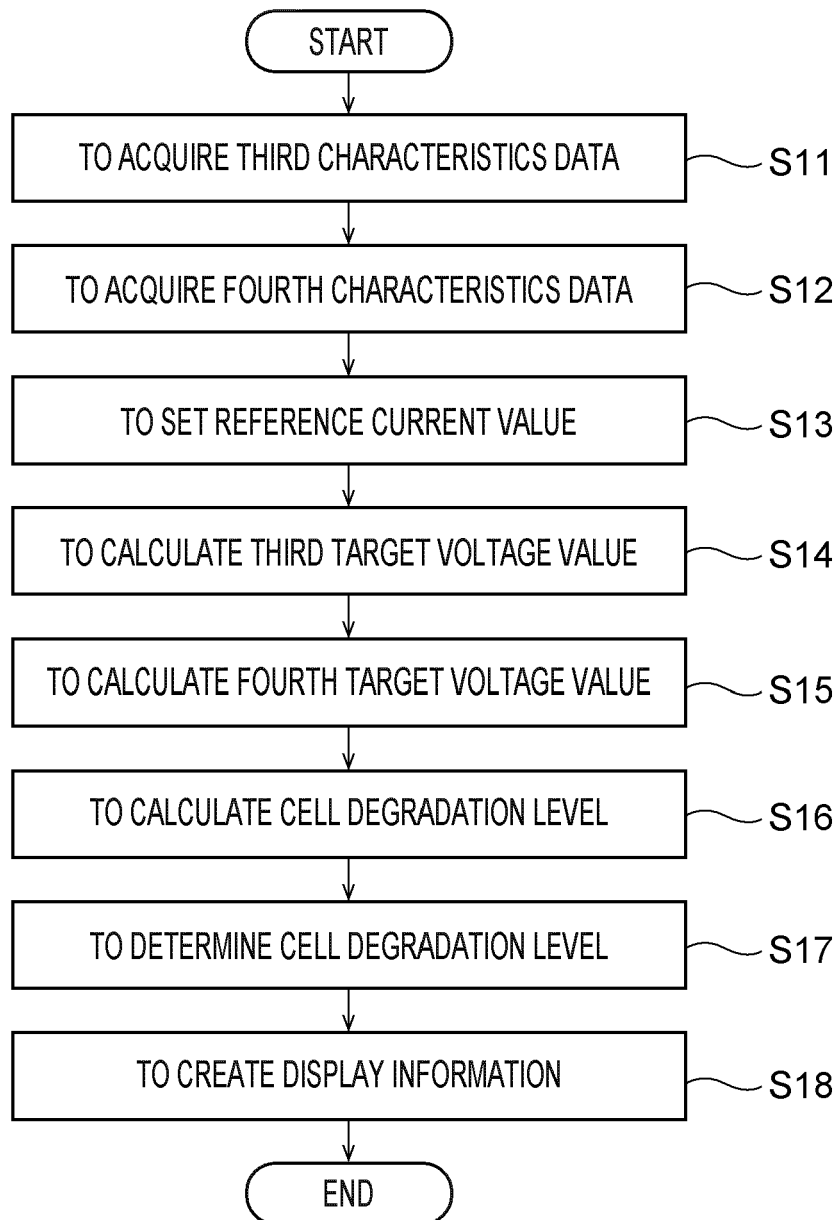 START
TO ACQUIRE THIRD CHARACTERISTICS DATA
S11
TO ACQUIRE FOURTH CHARACTERISTICS DATA
S12
TO SET REFERENCE CURRENT VALUE
S13
TO CALCULATE THIRD TARGET VOLTAGE VALUE
S14
TO CALCULATE FOURTH TARGET VOLTAGE VALUE
S15
TO CALCULATE CELL DEGRADATION LEVEL
S16
TO DETERMINE CELL DEGRADATION LEVEL
S17
TO CREATE DISPLAY INFORMATION
S18
END